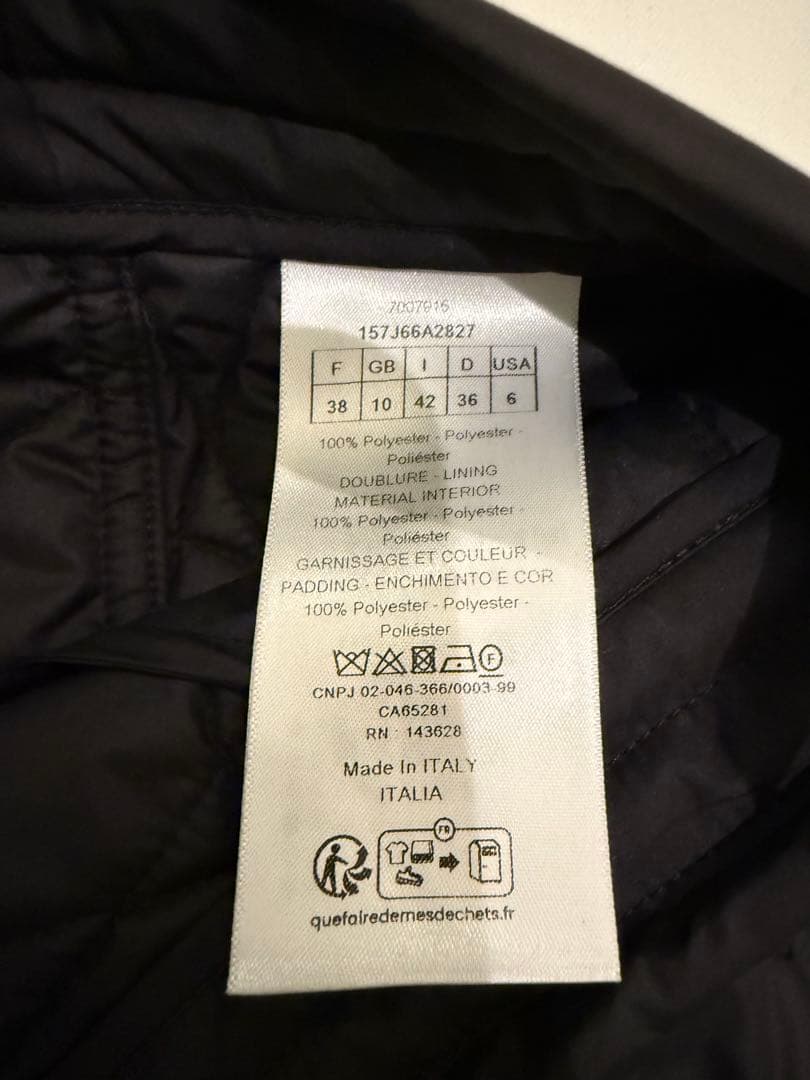 7007916
157J66A2827
F GB I D USA
38 10 42 36 6
100% Polyester - Polyester -
Poliéster
DOUBLURE - LINING
MATERIAL INTERIOR
100% Polyester - Polyester -
Poliéster
GARNISSAGE ET COULEUR -
PADDING - ENCHIMENTO E COR
100% Polyester - Polyester -
Poliéster
F
CNPJ 02-046-366/0003-99
CA65281
RN : 143628
Made In ITALY
ITALIA
FR
quefairedemesdechets.fr